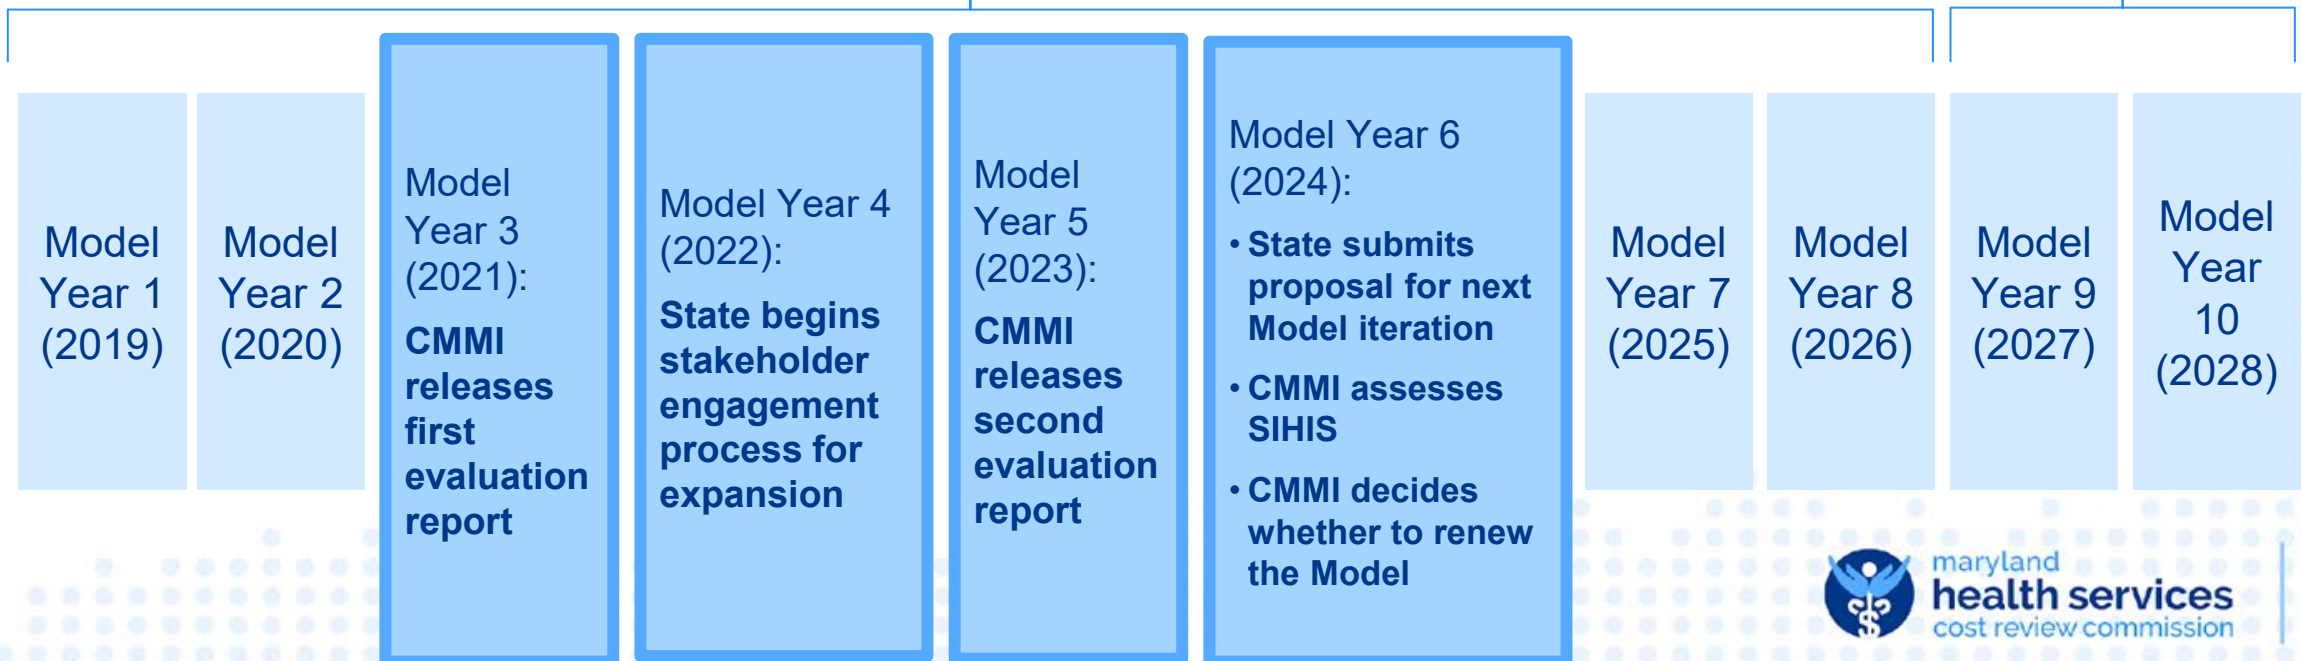 Model
Year 1
(2019)
Model
Year 2
(2020)
Model
Year 3
(2021):
CMMI
releases
first
evaluation
report
Model Year 4
(2022):
State begins
stakeholder
engagement
process for
expansion
Model
Year 5
(2023):
CMMI
releases
second
evaluation
report
Model Year 6
(2024):
• State submits
proposal for next
Model iteration
• CMMI assesses
SIHIS
• CMMI decides
whether to renew
the Model
Model
Year 7
(2025)
Model
Year 8
(2026)
Model
Year 9
(2027)
Model
Year
10
(2028)
maryland
health services
cost review commission